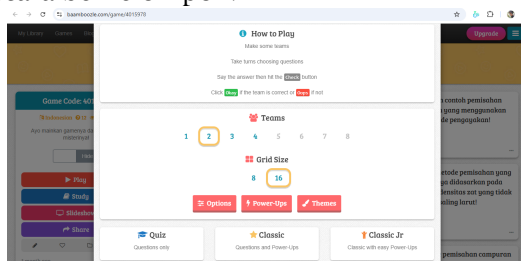 baamboozle.com/game/4015978
My Library Games
Upgrade
How to Play
Make some teams
Take turns choosing questions
Say the answer then hit the Check button
Click Okay if the team is correct or Oops if not
Game Code: 401
Teams
1 2 3 4 5 6 7 8
Grid Size
8 16
Options Power-Ups Themes
Play
Study
Slideshow
Share
Quiz
Questions only
Classic
Questions and Power-Ups
Classic Jr
Classic with easy Power-Ups
n contoh pemisahan
yang menggunakan
de pengayakan!
etode pemisahan yang
ya didasarkan pada
densitas zat yang tidak
saling larut!
pemisahan campuran